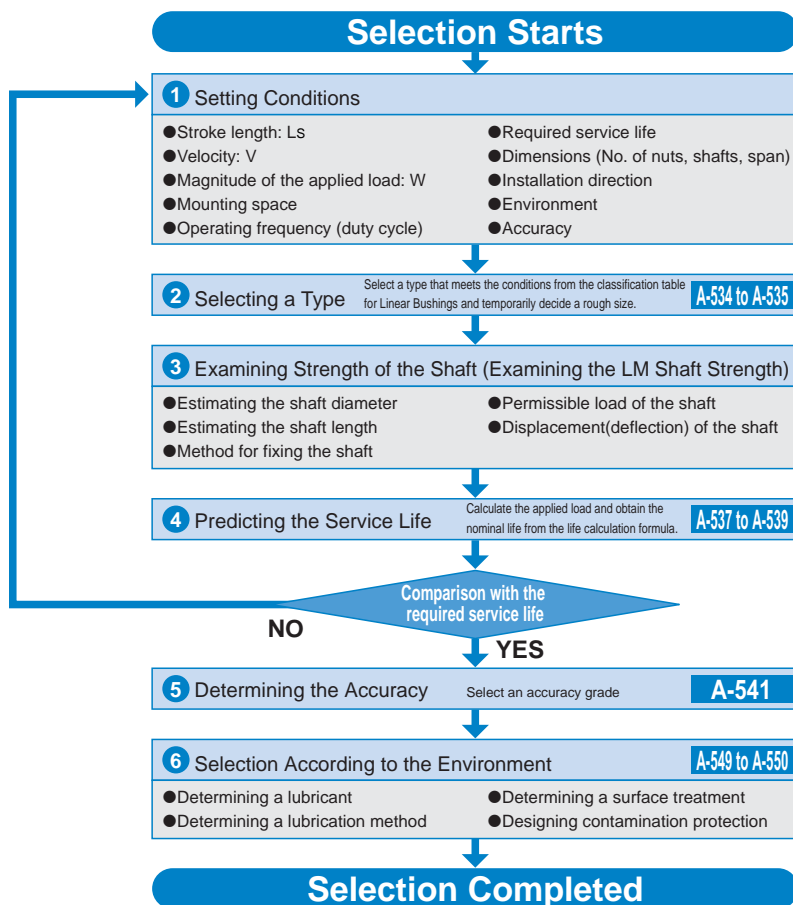 Selection Starts
1 Setting Conditions
●Stroke length: Ls
●Velocity: V
●Magnitude of the applied load: W
●Mounting space
●Operating frequency (duty cycle)
●Required service life
●Dimensions (No. of nuts, shafts, span)
●Installation direction
●Environment
●Accuracy
2 Selecting a Type
Select a type that meets the conditions from the classification table
for Linear Bushings and temporarily decide a rough size.
A-534 to A-535
3 Examining Strength of the Shaft (Examining the LM Shaft Strength)
●Estimating the shaft diameter
●Estimating the shaft length
●Method for fixing the shaft
●Permissible load of the shaft
●Displacement(deflection) of the shaft
4 Predicting the Service Life
Calculate the applied load and obtain the
nominal life from the life calculation formula.
A-537 to A-539
Comparison with the
required service life
NO
YES
5 Determining the Accuracy
Select an accuracy grade
A-541
6 Selection According to the Environment
A-549 to A-550
●Determining a lubricant
●Determining a lubrication method
●Determining a surface treatment
●Designing contamination protection
Selection Completed